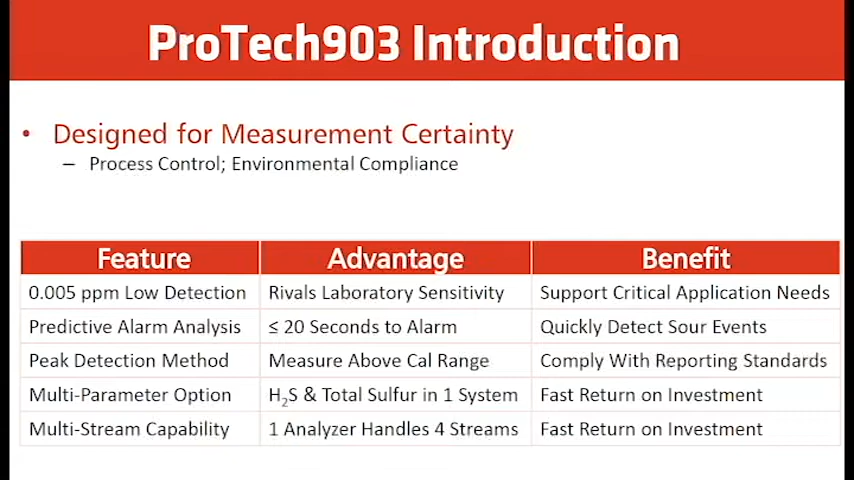 ProTech903 Introduction
• Designed for Measurement Certainty
– Process Control; Environmental Compliance
Feature Advantage Benefit
0.005 ppm Low Detection Rivals Laboratory Sensitivity Support Critical Application Needs
Predictive Alarm Analysis ≤ 20 Seconds to Alarm Quickly Detect Sour Events
Peak Detection Method Measure Above Cal Range Comply With Reporting Standards
Multi-Parameter Option H₂S & Total Sulfur in 1 System Fast Return on Investment
Multi-Stream Capability 1 Analyzer Handles 4 Streams Fast Return on Investment